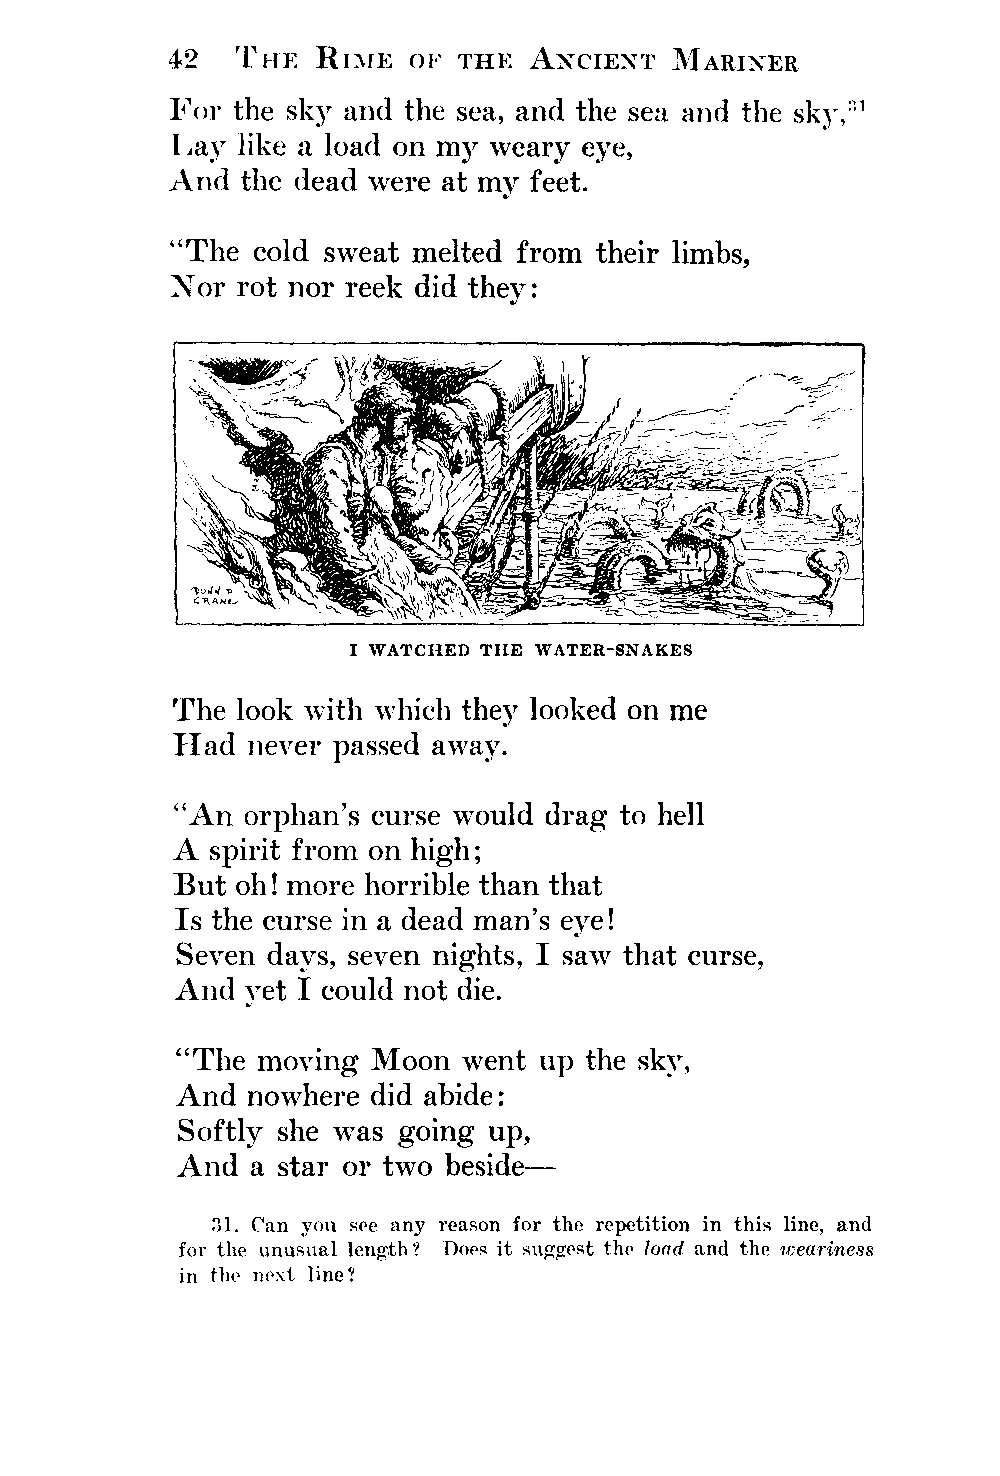 42 THE RIME OF THE ANCIENT MARINER
For the sky and the sea, and the sea and the sky,31
Lay like a load on my weary eye,
And the dead were at my feet.
“The cold sweat melted from their limbs,
Nor rot nor reek did they:
DUNN P
CRANE
I WATCHED THE WATER-SNAKES
The look with which they looked on me
Had never passed away.
“An orphan's curse would drag to hell
A spirit from on high;
But oh! more horrible than that
Is the curse in a dead man's eye!
Seven days, seven nights, I saw that curse,
And yet I could not die.
“The moving Moon went up the sky,
And nowhere did abide:
Softly she was going up,
And a star or two beside—
31. Can you see any reason for the repetition in this line, and
for the unusual length? Does it suggest the load and the weariness
in the next line?